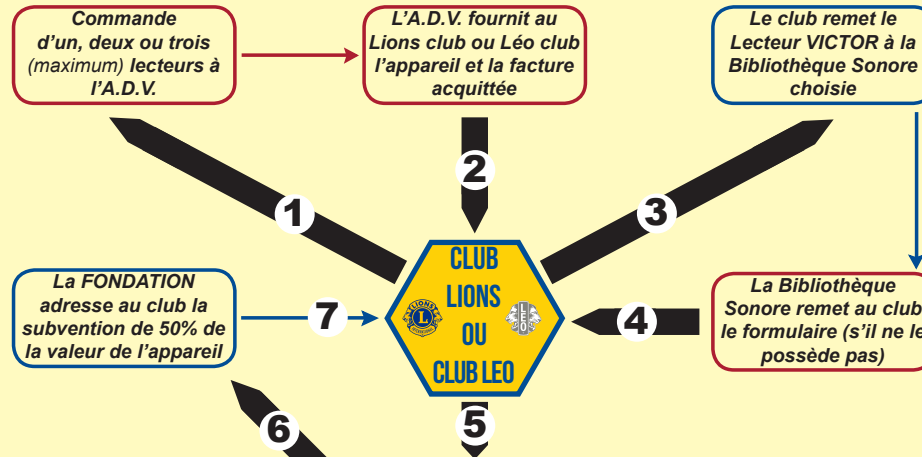 Commande
d'un, deux ou trois
(maximum) lecteurs à
l'A.D.V.
L'A.D.V. fournit au
Lions club ou Léo club
l'appareil et la facture
acquittée
Le club remet le
Lecteur VICTOR à la
Bibliothèque Sonore
choisie
1
2
3
CLUB
LIONS
OU
CLUB LEO
LIONS
L
INTERNATIONAL
LEO
La FONDATION
adresse au club la
subvention de 50% de
la valeur de l'appareil
7
4
La Bibliothèque
Sonore remet au club
le formulaire (s'il ne le
possède pas)
6
5